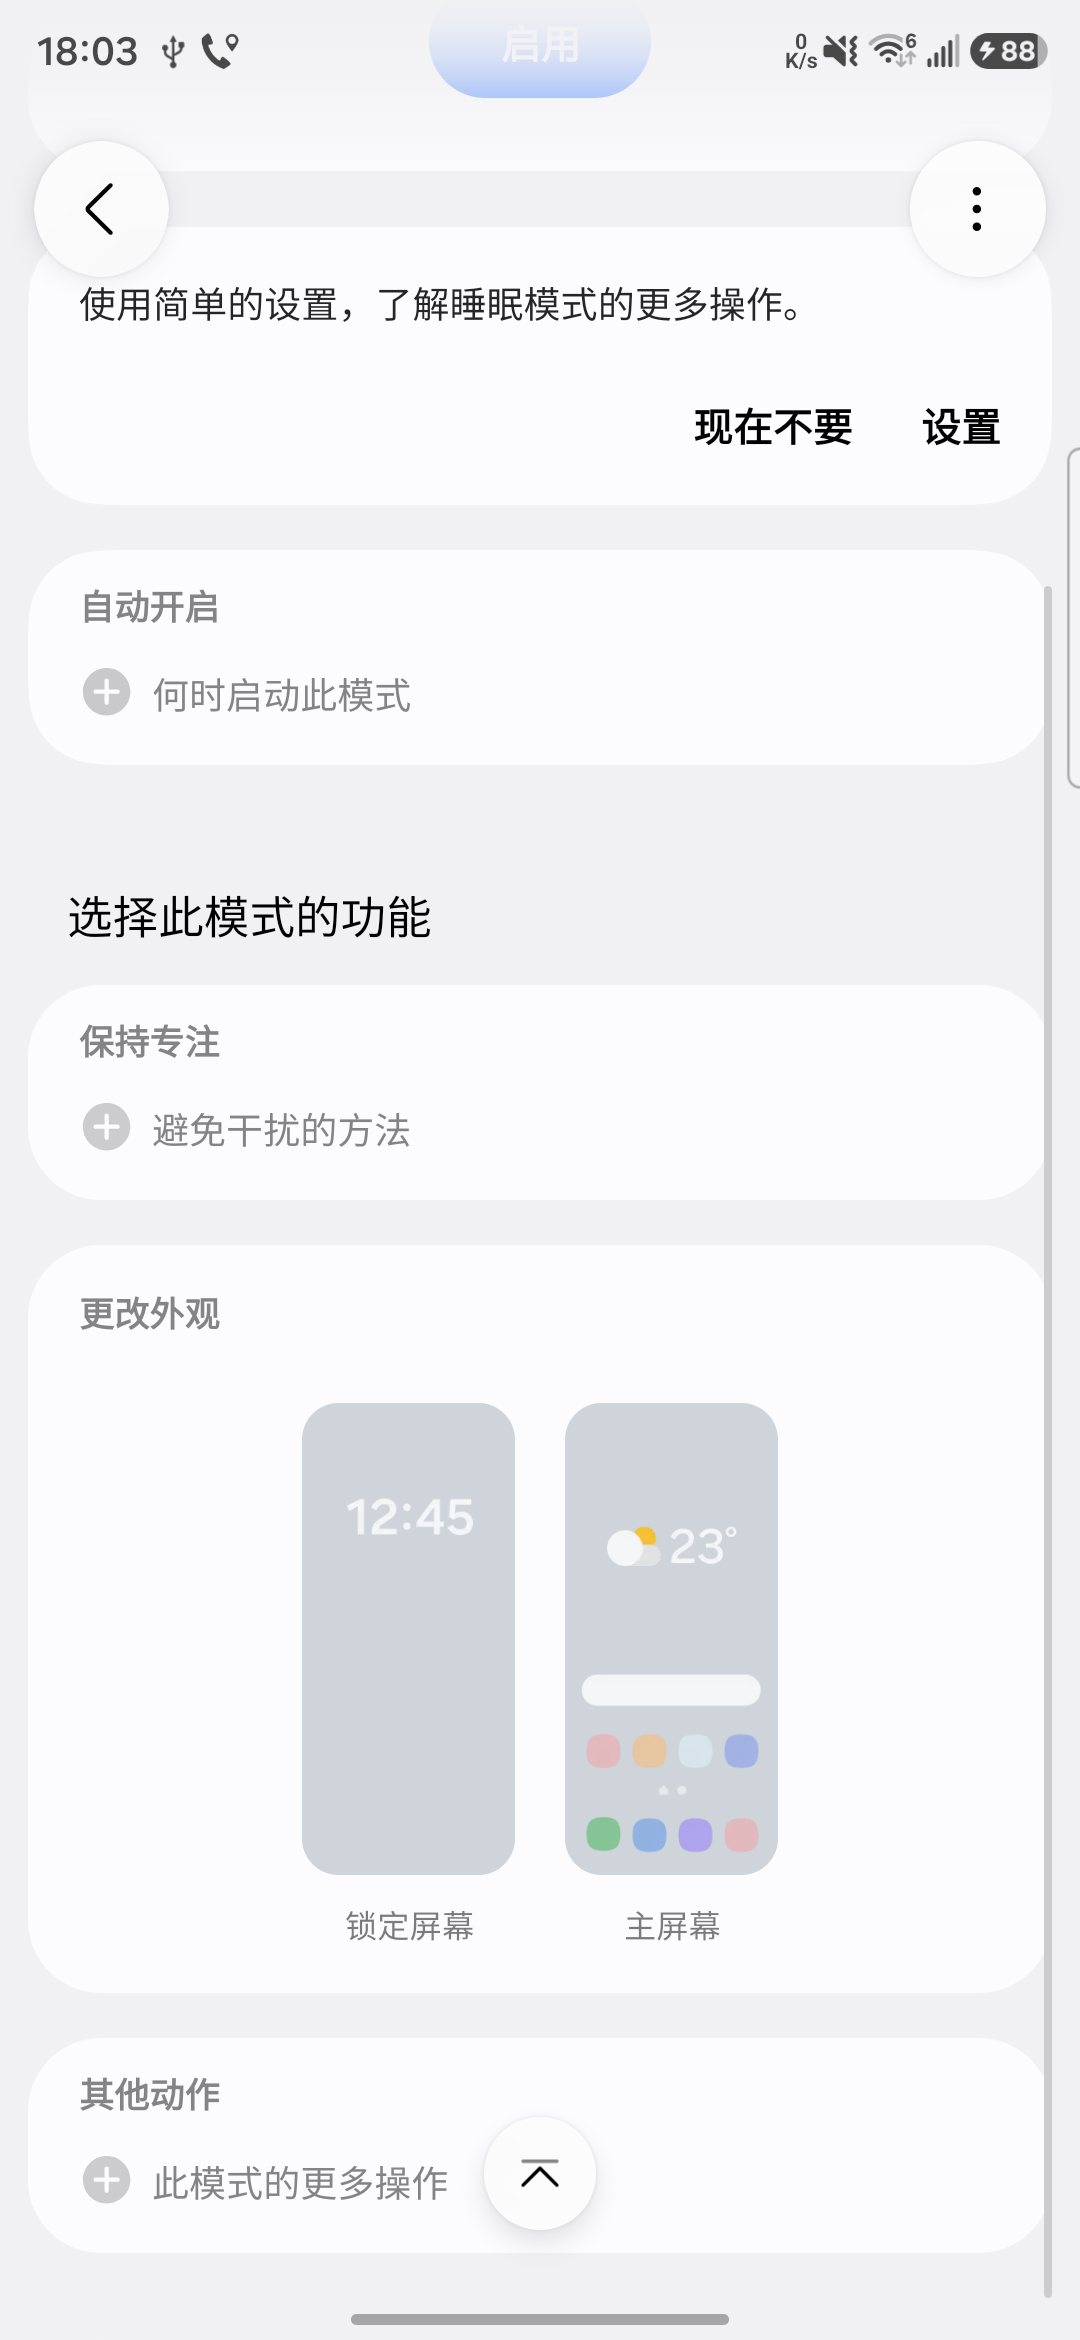 18:03
0
K/s
6
88
启用
使用简单的设置，了解睡眠模式的更多操作。
现在不要 设置
自动开启
何时启动此模式
选择此模式的功能
保持专注
避免干扰的方法
更改外观
12:45
23°
锁定屏幕 主屏幕
其他动作
此模式的更多操作